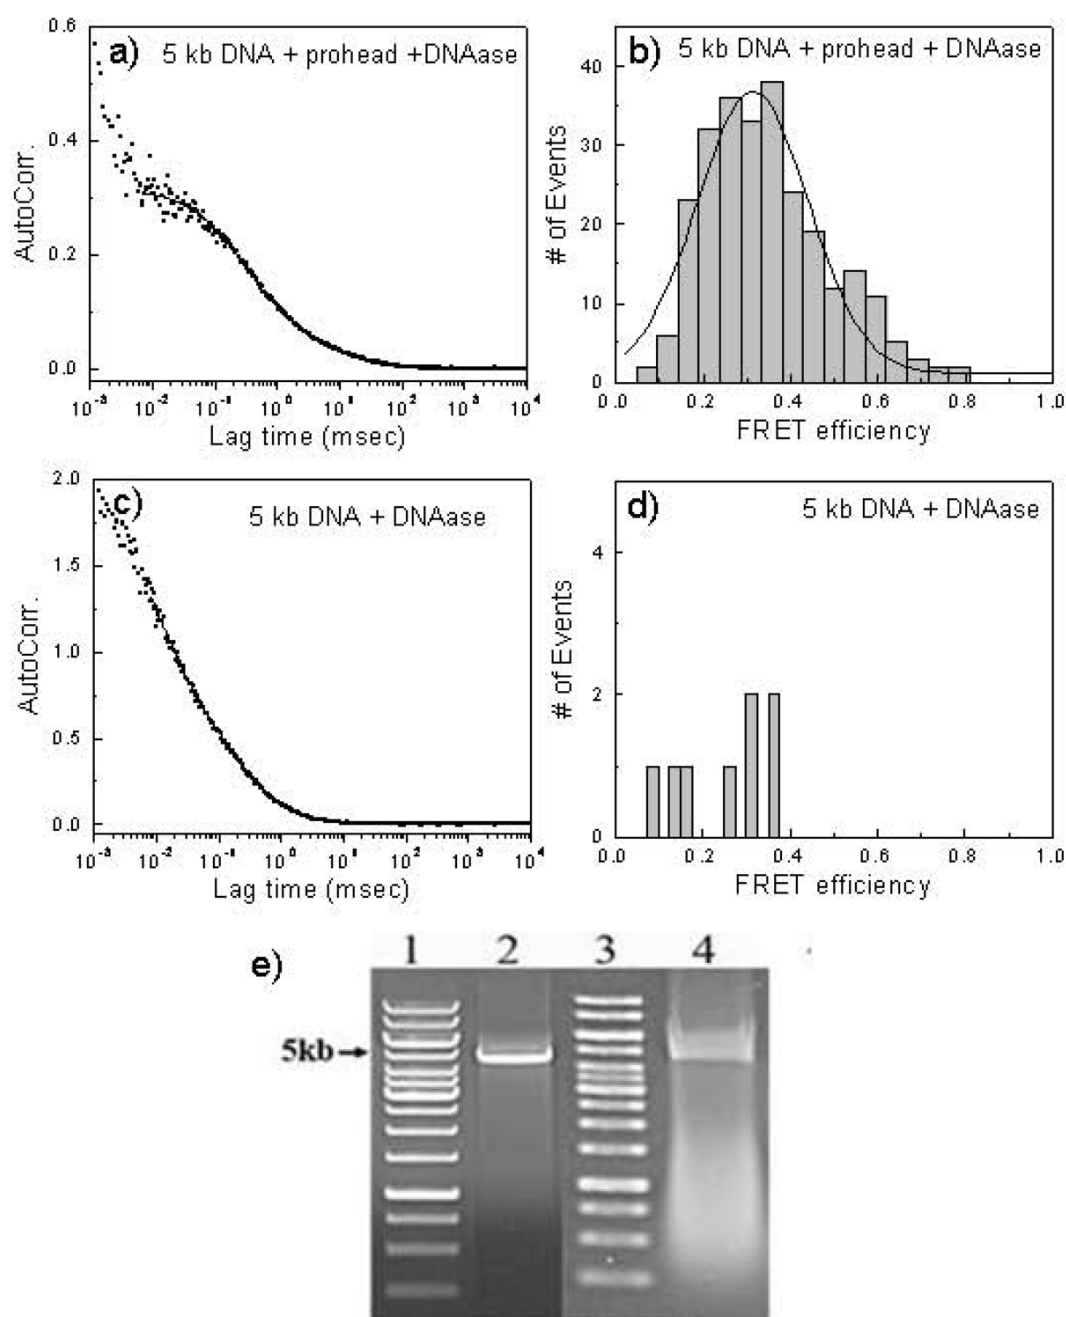 a) 5 kb DNA + prohead +DNAase
AutoCorr.
0.6
0.4
0.2
0.0
10-3 10-2 10-1 100 101 102 103 104
Lag time (msec)
b) 5 kb DNA + prohead + DNAase
# of Events
40
30
20
10
0
0.0 0.2 0.4 0.6 0.8 1.0
FRET efficiency
c) 5 kb DNA + DNAase
AutoCorr.
2.0
1.5
1.0
0.5
0.0
10-3 10-2 10-1 100 101 102 103 104
Lag time (msec)
d) 5 kb DNA + DNAase
# of Events
4
2
0
0.0 0.2 0.4 0.6 0.8 1.0
FRET efficiency
e) 1 2 3 4
5kb